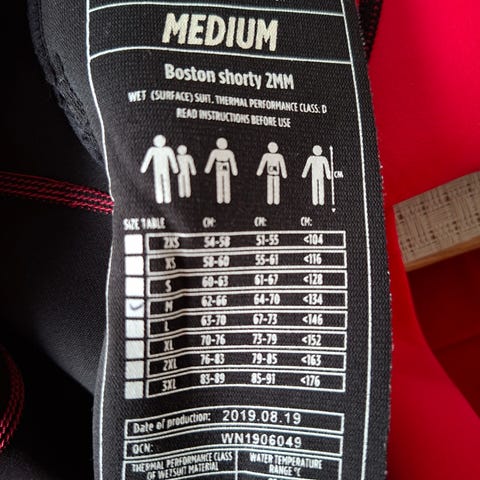 MEDIUM
Boston shorty 2MM
WET (SURFACE) SUIT, THERMAL PERFORMANCE CLASS: D
READ INSTRUCTIONS BEFORE USE
CM
CM
SIZE TABLE CM: CM: CM:
2XS 54-58 51-55 <104
XS 58-60 55-61 <116
S 60-63 61-67 <128
M 62-66 64-70 <134
L 63-70 67-73 <146
XL 70-76 73-79 <152
2XL 76-83 79-85 <163
3XL 83-89 85-91 <176
Date of production: 2019.08.19
OCN: WN1906049
THERMAL PERFORMANCE CLASS WATER TEMPERATURE
OF WETSUIT MATERIAL RANGE °C